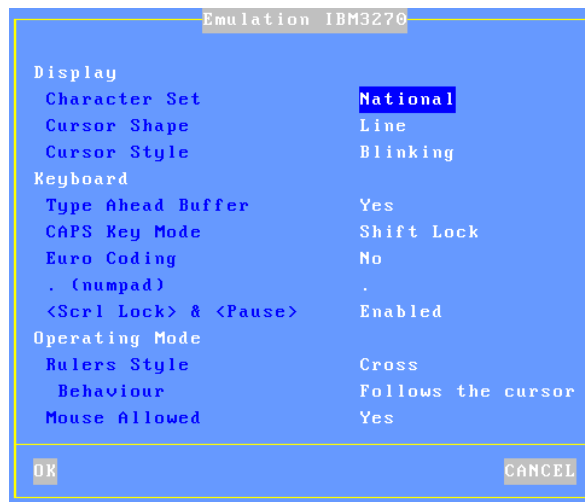 Emulation IBM3270
Display
Character Set National
Cursor Shape Line
Cursor Style Blinking
Keyboard
Type Ahead Buffer Yes
CAPS Key Mode Shift Lock
Euro Coding No
. (numpad) .
<Scrl Lock> & <Pause> Enabled
Operating Mode
Rulers Style Cross
Behaviour Follows the cursor
Mouse Allowed Yes
OK CANCEL